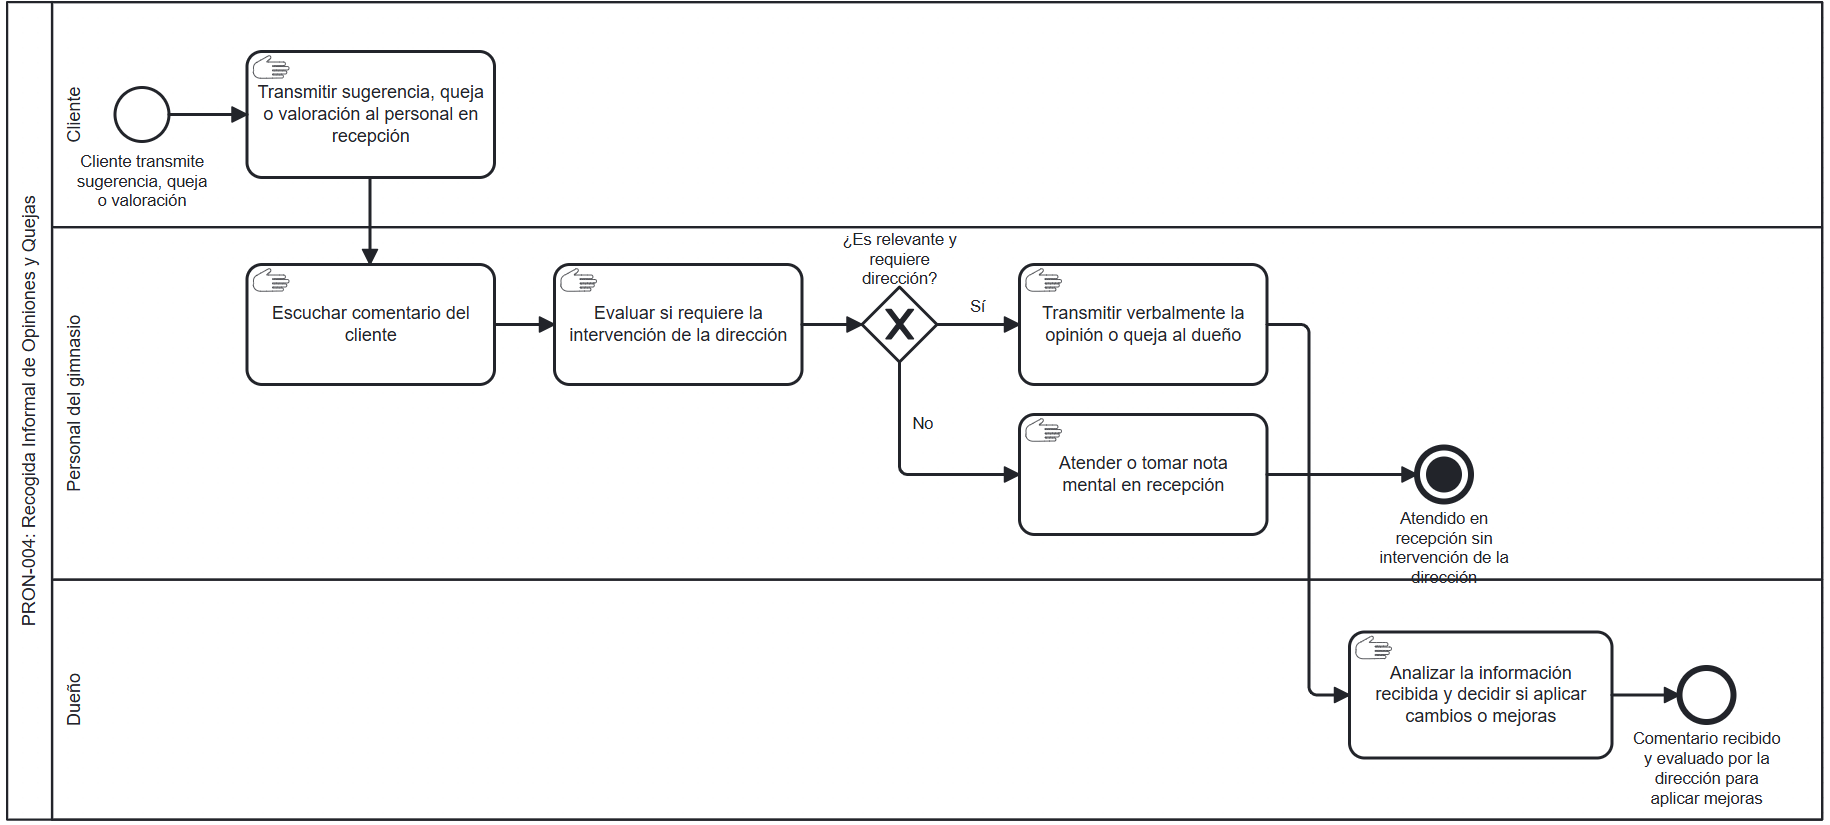 PRON-004: Recogida Informal de Opiniones y Quejas
Cliente
Cliente transmite
sugerencia, queja
o valoración
Transmitir sugerencia, queja
o valoración al personal en
recepción
Personal del gimnasio
Escuchar comentario del
cliente
Evaluar si requiere la
intervención de la dirección
¿Es relevante y
requiere
dirección?
Sí
Transmitir verbalmente la
opinión o queja al dueño
No
Atender o tomar nota
mental en recepción
Atendido en
recepción sin
intervención de la
dirección
Dueño
Analizar la información
recibida y decidir si aplicar
cambios o mejoras
Comentario recibido
y evaluado por la
dirección para
aplicar mejoras